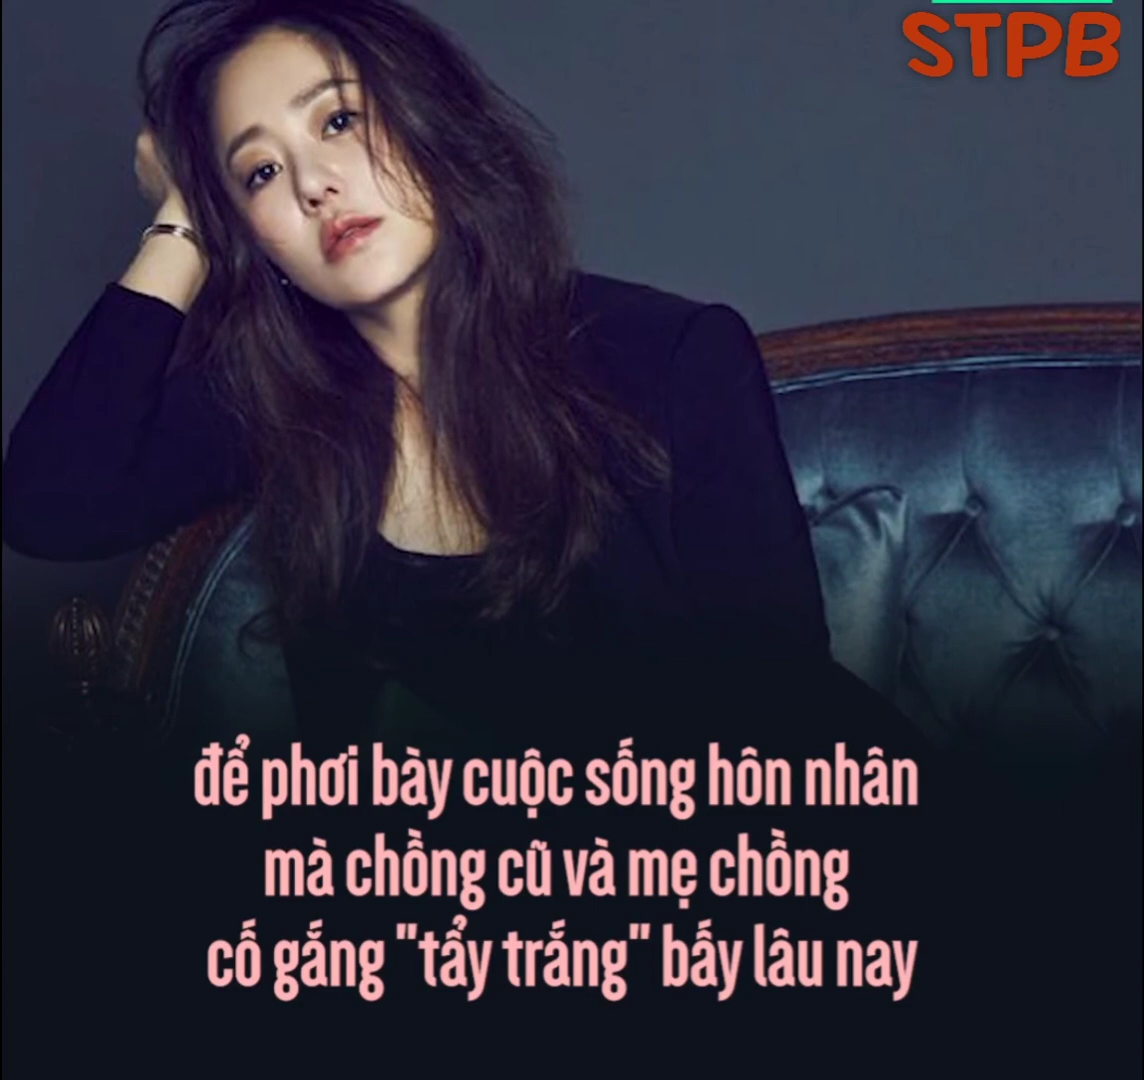 STPB
để phơi bày cuộc sống hôn nhân
mà chồng cũ và mẹ chồng
cố gắng "tẩy trắng" bấy lâu nay